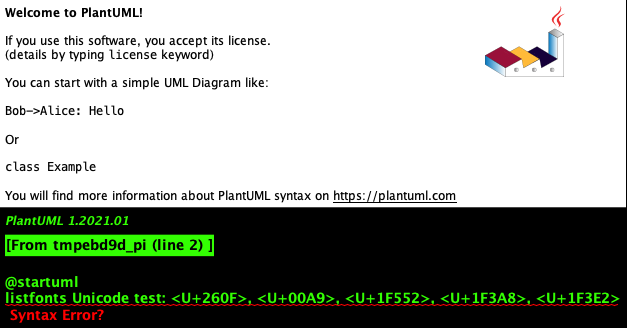 Welcome to PlantUML!
If you use this software, you accept its license.
(details by typing license keyword)
You can start with a simple UML Diagram like:
Bob->Alice: Hello
Or
class Example
You will find more information about PlantUML syntax on https://plantuml.com
PlantUML 1.2021.01
[From tmpebd9d_pi (line 2) ]
@startuml
listfonts Unicode test: <U+260F>, <U+00A9>, <U+1F552>, <U+1F3A8>, <U+1F3E2>
Syntax Error?